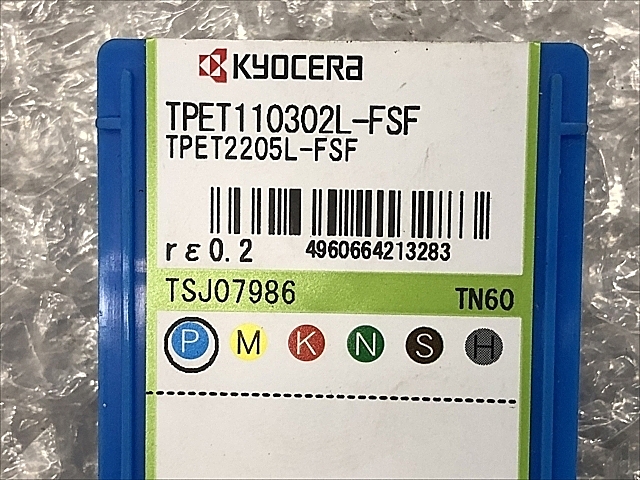 KYOCERA
TPET110302L-FSF
TPET2205L-FSF
rε0.2 4960664213283
TSJ07986 TN60
P M K N S H